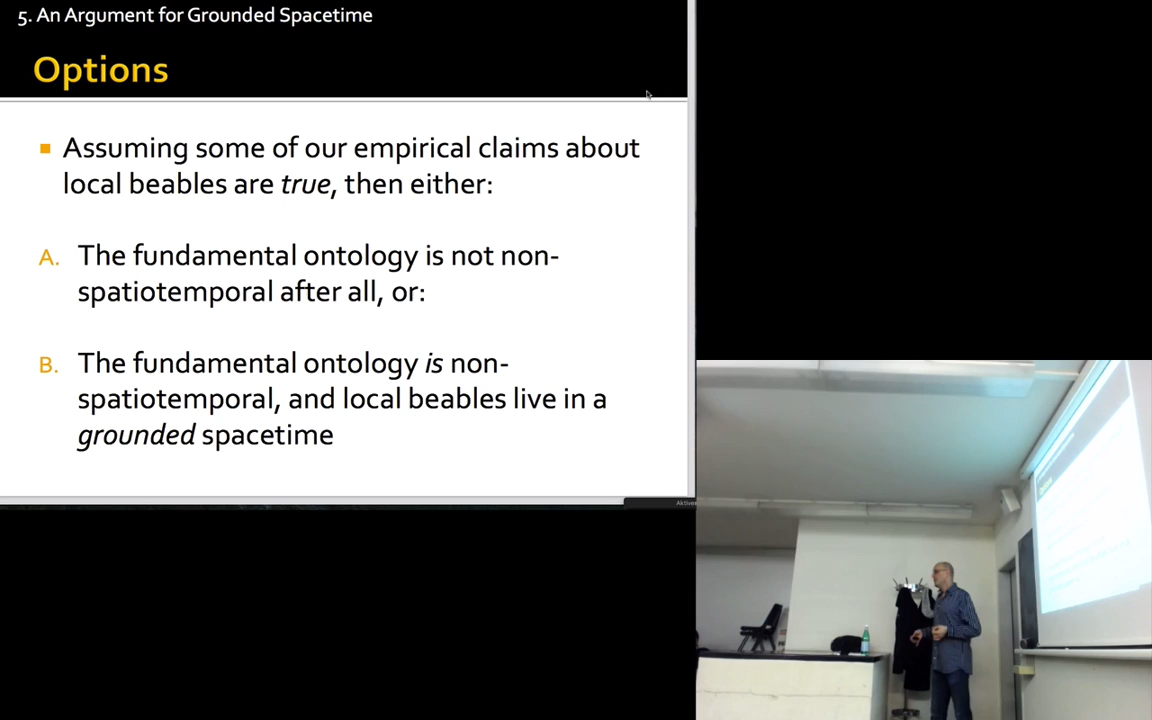 5. An Argument for Grounded Spacetime
Options
Assuming some of our empirical claims about
local beables are true, then either:
A. The fundamental ontology is not non-
spatiotemporal after all, or:
B. The fundamental ontology is non-
spatiotemporal, and local beables live in a
grounded spacetime